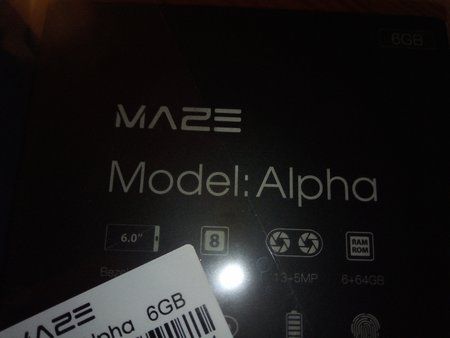 6GB
MAZE
Model: Alpha
6.0"
8
RAM
ROM
13+5MP
6+64GB
MAZE
Alpha 6GB